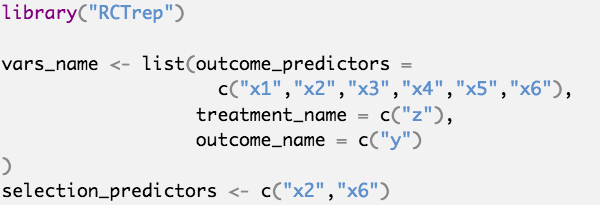 library("RCTrep")
vars_name <- list(outcome_predictors =
c("x1","x2","x3","x4","x5","x6"),
treatment_name = c("z"),
outcome_name = c("y")
)
selection_predictors <- c("x2","x6")